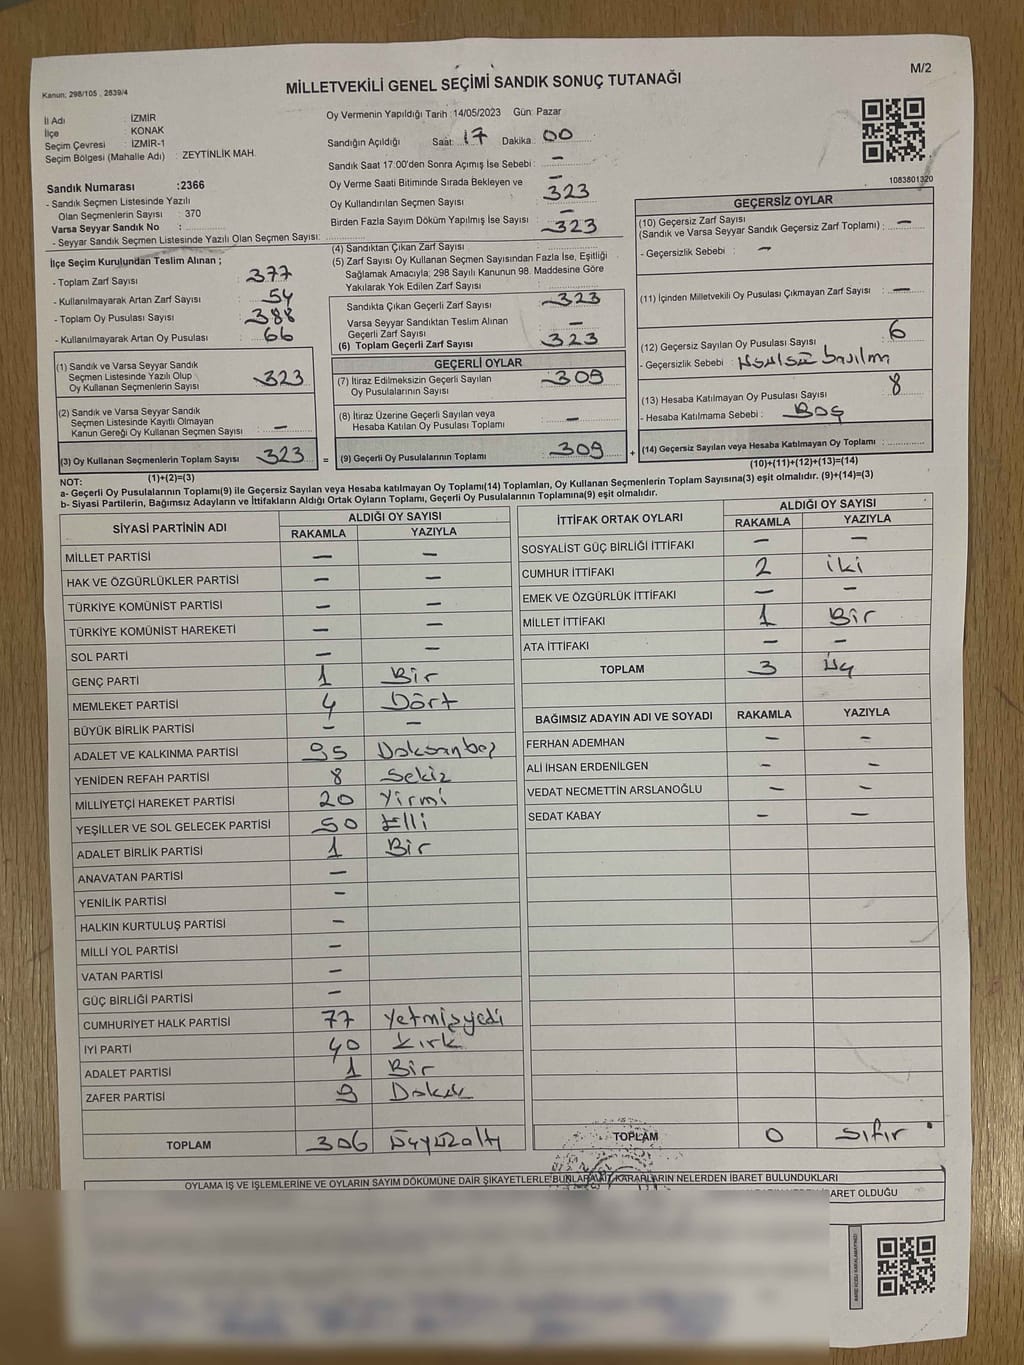 M/2
Kanun: 298/105 , 2839/4
MİLLETVEKİLİ GENEL SEÇİMİ SANDIK SONUÇ TUTANAĞI
İl Adı İZMİR
İlçe KONAK
Seçim Çevresi : İZMİR-1
Seçim Bölgesi (Mahalle Adı) : ZEYTİNLİK MAH.
Sandık Numarası :2366
- Sandık Seçmen Listesinde Yazılı
Olan Seçmenlerin Sayısı : 370
Varsa Seyyar Sandık No :
- Seyyar Sandık Seçmen Listesinde Yazılı Olan Seçmen Sayısı:
Oy Vermenin Yapıldığı Tarih :14/05/2023 Gün: Pazar
Sandığın Açıldığı Saat: 17 Dakika: 00
Sandık Saat 17:00'den Sonra Açımış İse Sebebi : —
Oy Verme Saati Bitiminde Sırada Bekleyen ve —
Oy Kullandırılan Seçmen Sayısı 323
Birden Fazla Sayım Döküm Yapılmış İse Sayısı : —
(4) Sandıktan Çıkan Zarf Sayısı : 323
(5) Zarf Sayısı Oy Kullanan Seçmen Sayısından Fazla İse, Eşitliği
Sağlamak Amacıyla; 298 Sayılı Kanunun 98. Maddesine Göre
Yakılarak Yok Edilen Zarf Sayısı :
1083801320
İlçe Seçim Kurulundan Teslim Alınan ;
- Toplam Zarf Sayısı : 377
- Kullanılmayarak Artan Zarf Sayısı : 54
- Toplam Oy Pusulası Sayısı : 388
- Kullanılmayarak Artan Oy Pusulası : 66
(1) Sandık ve Varsa Seyyar Sandık
Seçmen Listesinde Yazılı Olup
Oy Kullanan Seçmenlerin Sayısı : 323
(2) Sandık ve Varsa Seyyar Sandık
Seçmen Listesinde Kayıtlı Olmayan
Kanun Gereği Oy Kullanan Seçmen Sayısı : —
(3) Oy Kullanan Seçmenlerin Toplam Sayısı : 323 =
(1)+(2)=(3)
Sandıkta Çıkan Geçerli Zarf Sayısı : 323
Varsa Seyyar Sandıktan Teslim Alınan
Geçerli Zarf Sayısı : —
(6) Toplam Geçerli Zarf Sayısı : 323
GEÇERLİ OYLAR
(7) İtiraz Edilmeksizin Geçerli Sayılan
Oy Pusulalarının Sayısı : 309
(8) İtiraz Üzerine Geçerli Sayılan veya
Hesaba Katılan Oy Pusulası Toplamı : —
(9) Geçerli Oy Pusulalarının Toplamı : 309 +
GEÇERSİZ OYLAR
(10) Geçersiz Zarf Sayısı
(Sandık ve Varsa Seyyar Sandık Geçersiz Zarf Toplamı) : —
- Geçersizlik Sebebi : —
(11) İçinden Milletvekili Oy Pusulası Çıkmayan Zarf Sayısı : —
(12) Geçersiz Sayılan Oy Pusulası Sayısı 6
- Geçersizlik Sebebi :
(13) Hesaba Katılmayan Oy Pusulası Sayısı 8
- Hesaba Katılmama Sebebi : Boş
(14) Geçersiz Sayılan veya Hesaba Katılmayan Oy Toplamı :
(10)+(11)+(12)+(13)=(14)
NOT:
a- Geçerli Oy Pusulalarının Toplamı(9) ile Geçersiz Sayılan veya Hesaba katılmayan Oy Toplamı(14) Toplamları, Oy Kullanan Seçmenlerin Toplam Sayısına(3) eşit olmalıdır. (9)+(14)=(3)
b- Siyasi Partilerin, Bağımsız Adayların ve İttifakların Aldığı Ortak Oyların Toplamı, Geçerli Oy Pusulalarının Toplamına(9) eşit olmalıdır.
SİYASİ PARTİNİN ADI ALDIĞI OY SAYISI
RAKAMLA YAZIYLA
MİLLET PARTİSİ — —
HAK VE ÖZGÜRLÜKLER PARTİSİ — —
TÜRKİYE KOMÜNİST PARTİSİ — —
TÜRKİYE KOMÜNİST HAREKETİ — —
SOL PARTİ — —
GENÇ PARTİ 1 Bir
MEMLEKET PARTİSİ 4 Dört
BÜYÜK BİRLİK PARTİSİ — —
ADALET VE KALKINMA PARTİSİ 95 Doksanbeş
YENİDEN REFAH PARTİSİ 8 Sekiz
MİLLİYETÇİ HAREKET PARTİSİ 20 Yirmi
YEŞİLLER VE SOL GELECEK PARTİSİ 50 Elli
ADALET BİRLİK PARTİSİ 1 Bir
ANAVATAN PARTİSİ —
YENİLİK PARTİSİ —
HALKIN KURTULUŞ PARTİSİ —
MİLLİ YOL PARTİSİ —
VATAN PARTİSİ —
GÜÇ BİRLİĞİ PARTİSİ —
CUMHURİYET HALK PARTİSİ 77 Yetmişyedi
İYİ PARTİ 40 Kırk
ADALET PARTİSİ 1 Bir
ZAFER PARTİSİ 9 Dokuz
TOPLAM 306 Üçyüzaltı
İTTİFAK ORTAK OYLARI ALDIĞI OY SAYISI
RAKAMLA YAZIYLA
SOSYALİST GÜÇ BİRLİĞİ İTTİFAKI — —
CUMHUR İTTİFAKI 2 iki
EMEK VE ÖZGÜRLÜK İTTİFAKI — —
MİLLET İTTİFAKI 1 Bir
ATA İTTİFAKI — —
TOPLAM 3 Üç
BAĞIMSIZ ADAYIN ADI VE SOYADI RAKAMLA YAZIYLA
FERHAN ADEMHAN — —
ALİ İHSAN ERDENİLGEN — —
VEDAT NECMETTİN ARSLANOĞLU — —
SEDAT KABAY — —
TOPLAM 0 sıfır
OYLAMA İŞ VE İŞLEMLERİNE VE OYLARIN SAYIM DÖKÜMÜNE DAİR ŞİKAYETLERLE BUNLARA AİT KARARLARIN NELERDEN İBARET BULUNDUKLARI
İBARET OLDUĞU